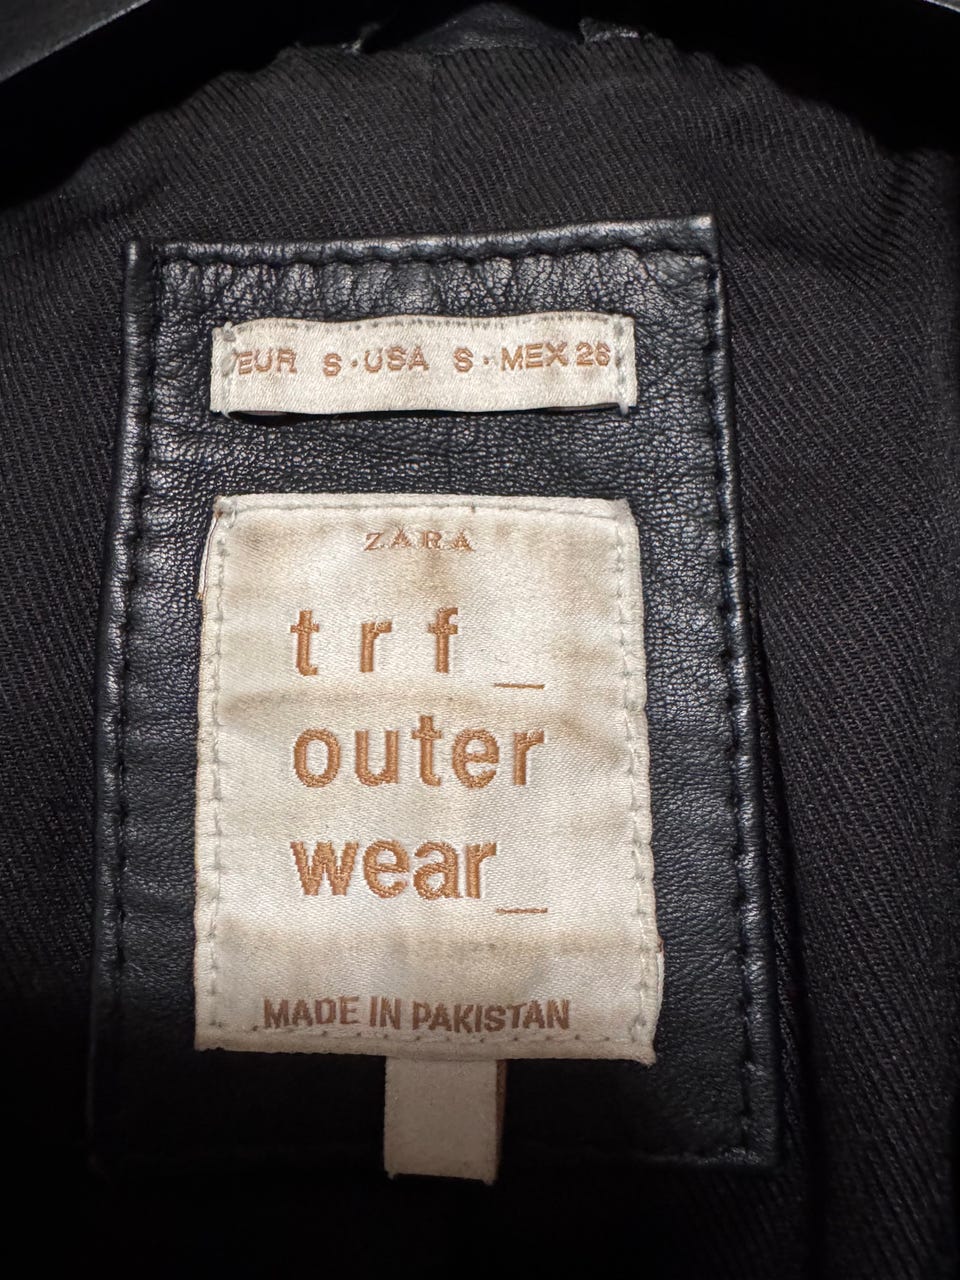 EUR S · USA S · MEX 26
ZARA
trf_
outer
wear_
MADE IN PAKISTAN